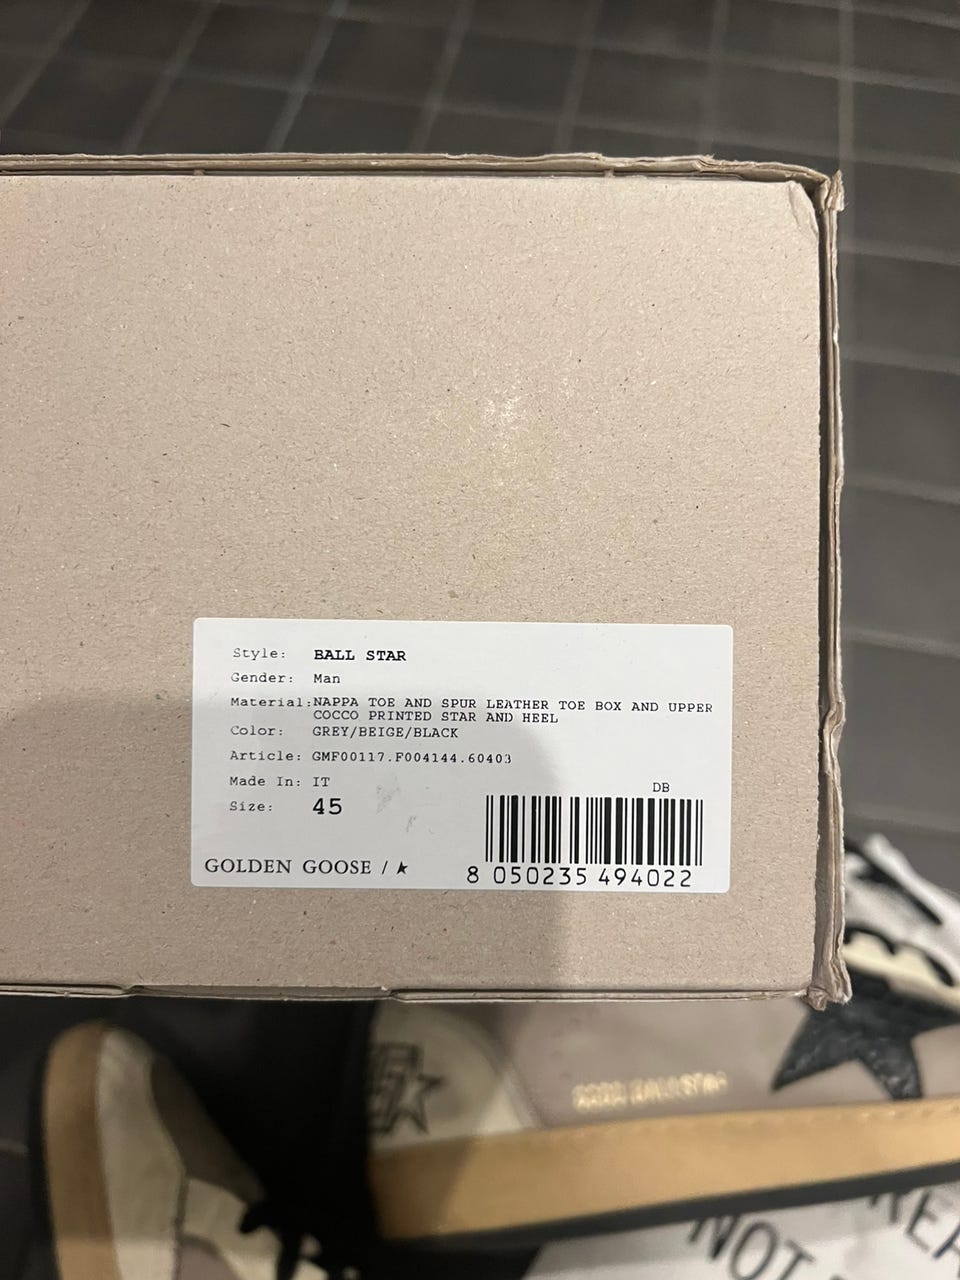 Style: BALL STAR
Gender: Man
Material: NAPPA TOE AND SPUR LEATHER TOE BOX AND UPPER
COCCO PRINTED STAR AND HEEL
Color: GREY/BEIGE/BLACK
Article: GMF00117.F004144.60403
Made In: IT
DB
Size: 45
GOLDEN GOOSE /
8 050235 494022
NOT